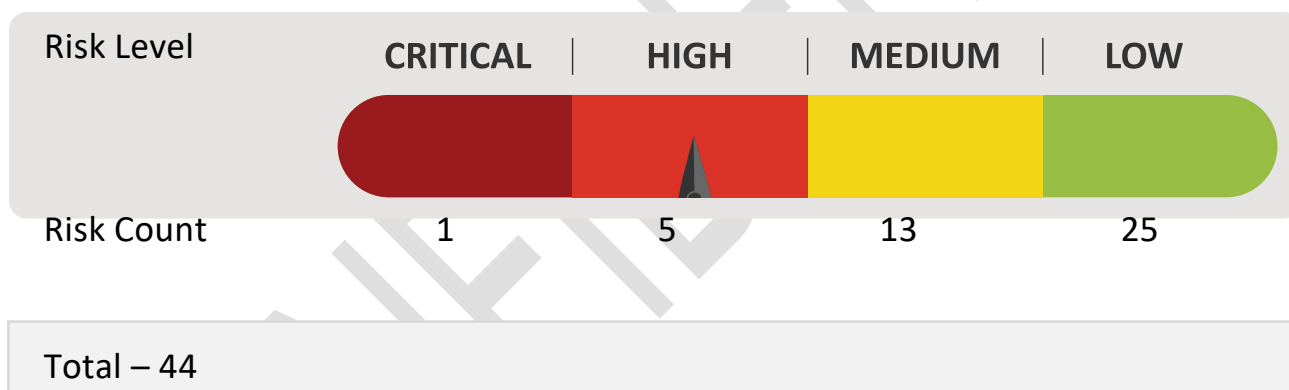 Risk Level CRITICAL | HIGH | MEDIUM | LOW
Risk Count 1 5 13 25
Total – 44